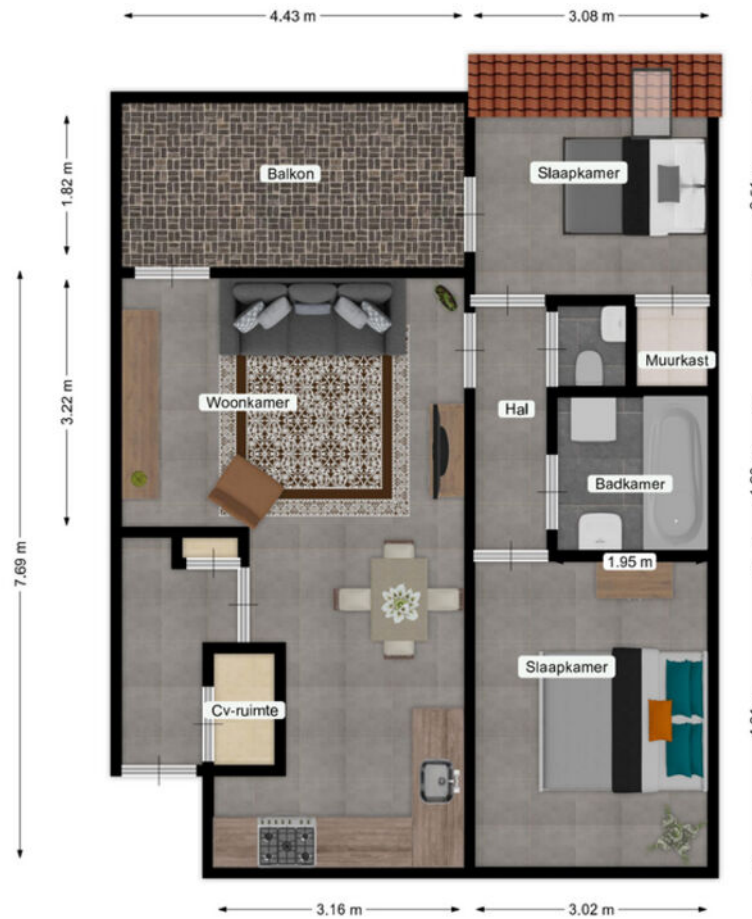 4.43 m
3.08 m
1.82 m
Balkon
Slaapkamer
7.69 m
3.22 m
Woonkamer
Muurkast
Hal
Badkamer
1.95 m
Slaapkamer
Cv-ruimte
3.16 m
3.02 m